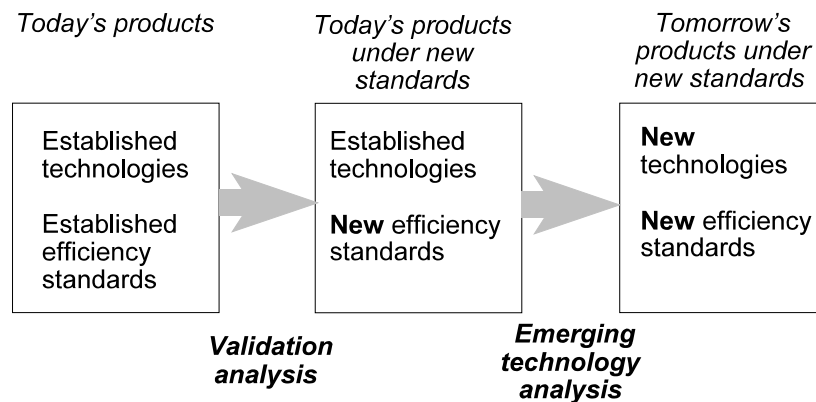 Today’s products
Today’s products
under new
standards
Tomorrow’s
products under
new standards
Established
technologies
Established
efficiency
standards
Established
technologies
New efficiency
standards
New
technologies
New efficiency
standards
Validation
analysis
Emerging
technology
analysis